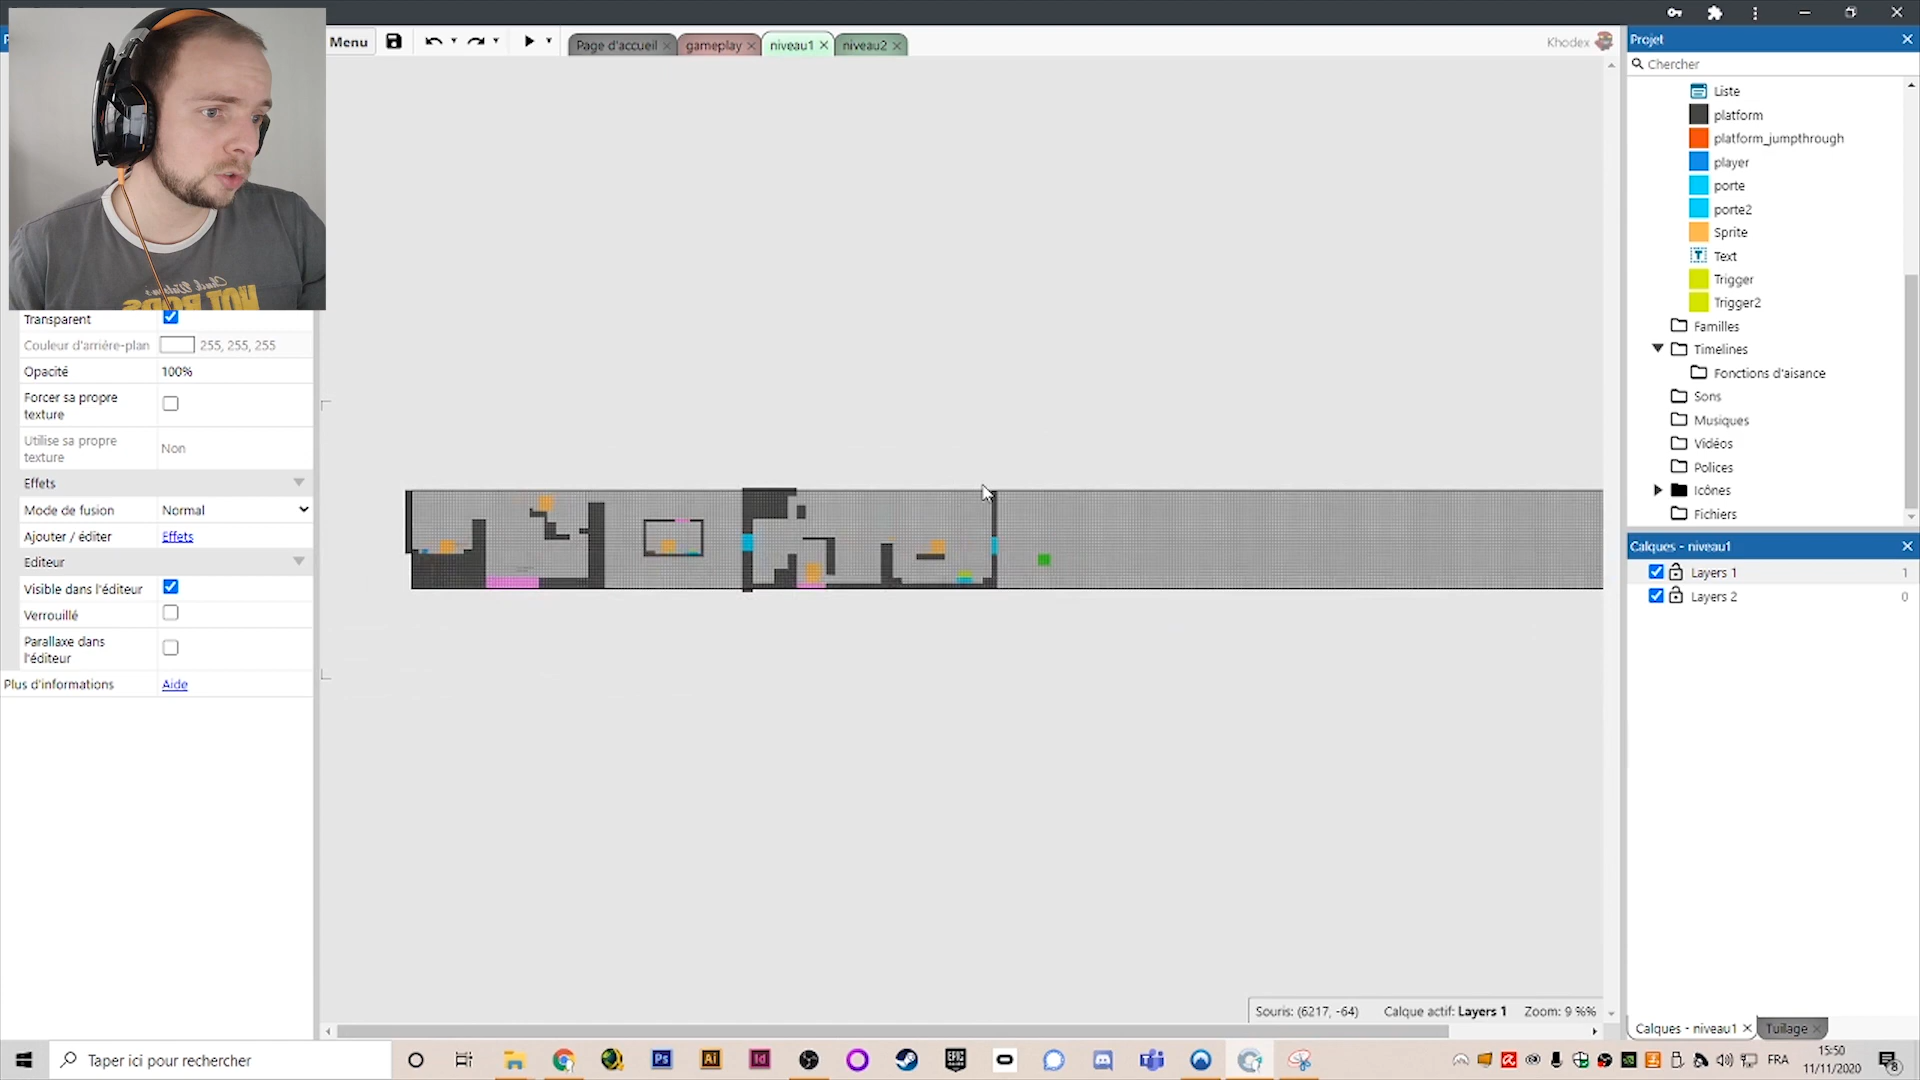 Menu
Page d'accueil
gameplay
niveau1
niveau2
Khodex
Projet
Chercher
Liste
platform
platform_jumpthrough
player
porte
porte2
Sprite
Text
Trigger
Trigger2
Familles
Timelines
Fonctions d'aisance
Sons
Musiques
Vidéos
Polices
Icônes
Fichiers
Transparent
Couleur d'arrière-plan 255, 255, 255
Opacité 100%
Forcer sa propre
texture
Utilise sa propre
texture
Non
Effets
Mode de fusion Normal
Ajouter / éditer Effets
Editeur
Visible dans l'éditeur
Verrouillé
Parallaxe dans
l'éditeur
Plus d'informations Aide
Calques - niveau1
Layers 1 1
Layers 2 0
Souris: (6217, -64) Calque actif: Layers 1 Zoom: 9 %%
Calques - niveau1
Tuilage
Taper ici pour rechercher
Ps
Ai
Id
EPIC
FRA
15:50
11/11/2020
8